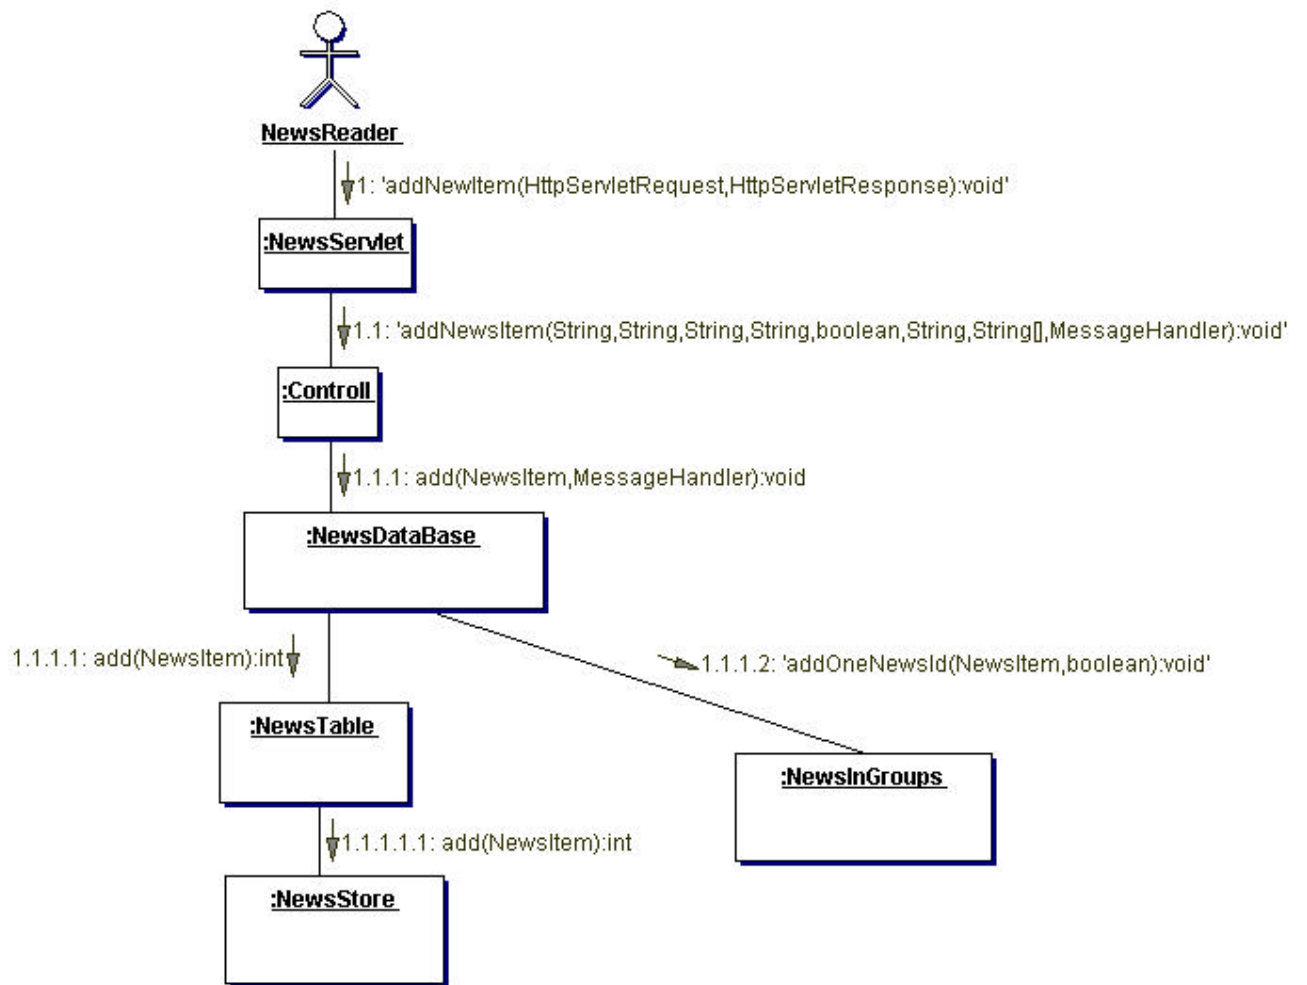 NewsReader
1: 'addNewItem(HttpServletRequest,HttpServletResponse):void'
:NewsServlet
1.1: 'addNewsItem(String,String,String,String,boolean,String,String[],MessageHandler):void'
:Controll
1.1.1: add(NewsItem,MessageHandler):void
:NewsDataBase
1.1.1.1: add(NewsItem):int
1.1.1.2: 'addOneNewsId(NewsItem,boolean):void'
:NewsTable
:NewsInGroups
1.1.1.1.1: add(NewsItem):int
:NewsStore